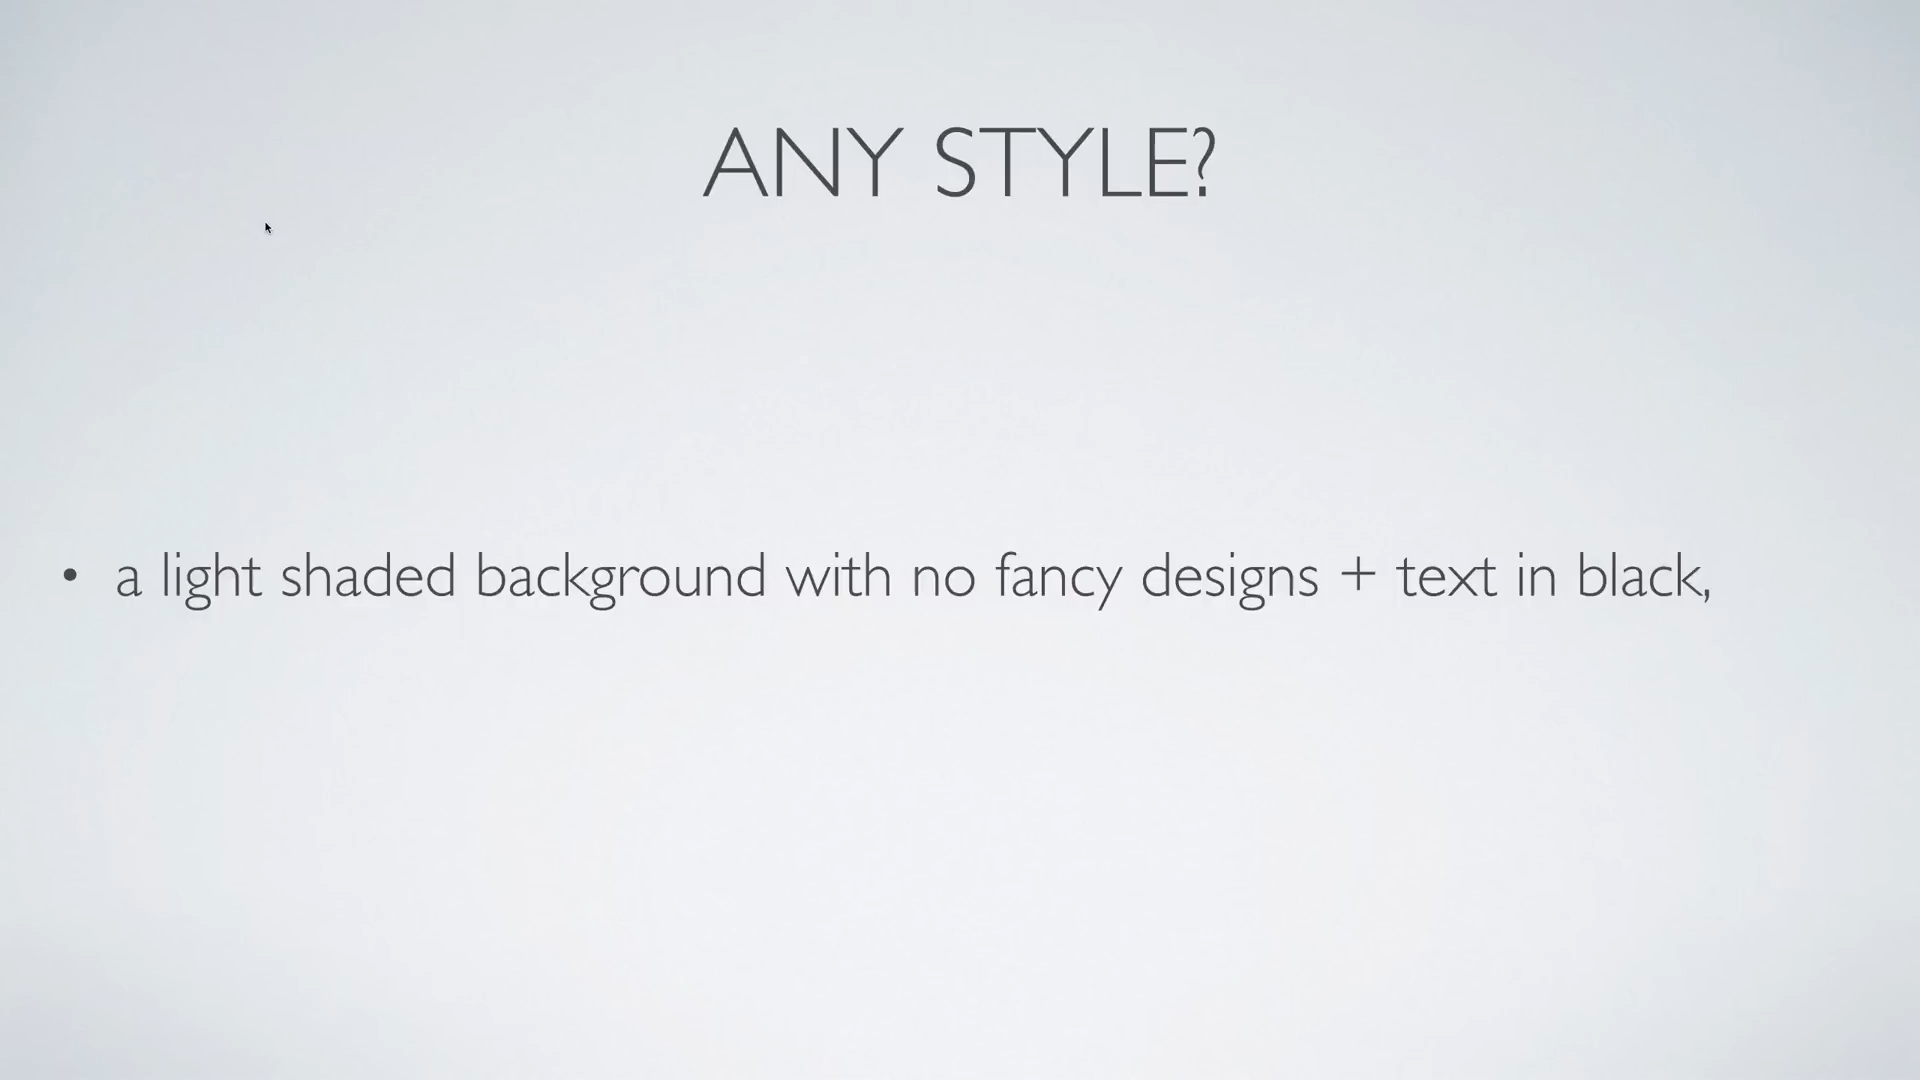 ANY STYLE?
• a light shaded background with no fancy designs + text in black,